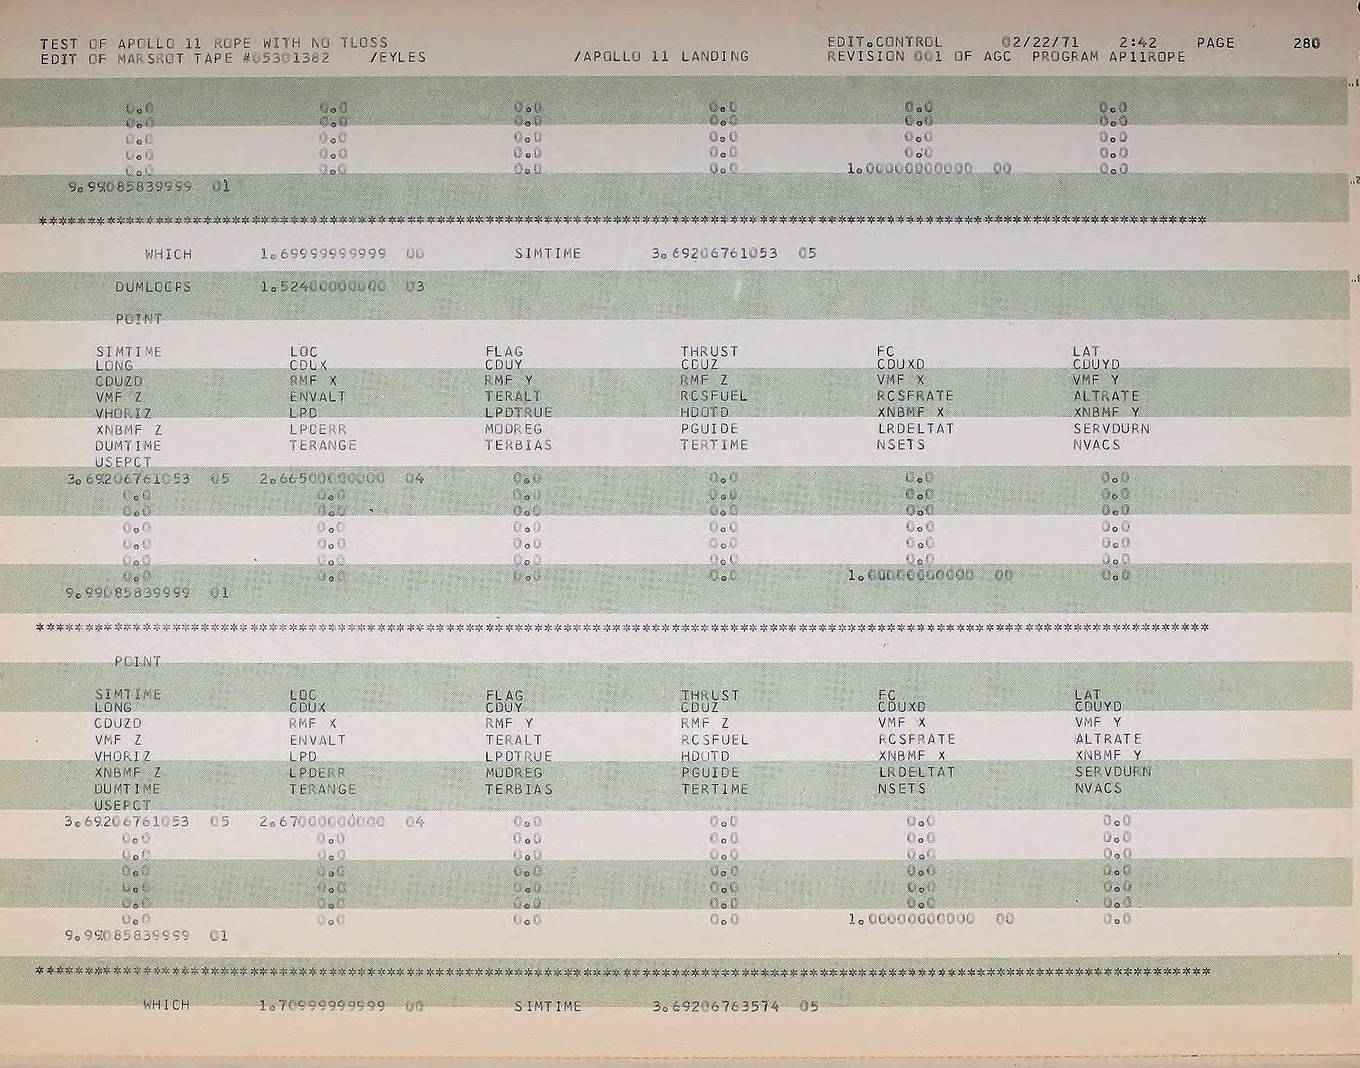 TEST OF APOLLO 11 ROPE WITH NO TLOSS EDIT.CONTROL 02/22/71 2:42 PAGE 280
EDIT OF MARSROT TAPE #05301382 /EYLES /APOLLO 11 LANDING REVISION 001 OF AGC PROGRAM AP11ROPE
0.0 0.0 0.0 0.0 0.0 0.0
0.0 0.0 0.0 0.0 0.0 0.0
0.0 0.0 0.0 0.0 0.0 0.0
0.0 0.0 0.0 0.0 0.0 0.0
0.0 0.0 0.0 0.0 1.00000000000 00 0.0
9.99085839999 01
************************************************************************************************************************
WHICH 1.69999999999 00 SIMTIME 3.69206761053 05
DUMLOOPS 1.52400000000 03
POINT
SIMTIME LOC FLAG THRUST FC LAT
LONG CDUX CDUY CDUZ CDUXD CDUYD
CDUZD RMF X RMF Y RMF Z VMF X VMF Y
VMF Z ENVALT TERALT RCSFUEL RCSFRATE ALTRATE
VHORIZ LPD LPDTRUE HDOTD XNBMF X XNBMF Y
XNBMF Z LPDERR MODREG PGUIDE LRDELTAT SERVDURN
DUMTIME TERANGE TERBIAS TERTIME NSETS NVACS
USEPCT
3.69206761053 05 2.66500000000 04 0.0 0.0 0.0 0.0
0.0 0.0 0.0 0.0 0.0 0.0
0.0 0.0 0.0 0.0 0.0 0.0
0.0 0.0 0.0 0.0 0.0 0.0
0.0 0.0 0.0 0.0 0.0 0.0
0.0 0.0 0.0 0.0 0.0 0.0
0.0 0.0 0.0 0.0 1.00000000000 00 0.0
9.99085839999 01
************************************************************************************************************************
POINT
SIMTIME LOC FLAG THRUST FC LAT
LONG CDUX CDUY CDUZ CDUXD CDUYD
CDUZD RMF X RMF Y RMF Z VMF X VMF Y
VMF Z ENVALT TERALT RCSFUEL RCSFRATE ALTRATE
VHORIZ LPD LPDTRUE HDOTD XNBMF X XNBMF Y
XNBMF Z LPDERR MODREG PGUIDE LRDELTAT SERVDURN
DUMTIME TERANGE TERBIAS TERTIME NSETS NVACS
USEPCT
3.69206761053 05 2.67000000000 04 0.0 0.0 0.0 0.0
0.0 0.0 0.0 0.0 0.0 0.0
0.0 0.0 0.0 0.0 0.0 0.0
0.0 0.0 0.0 0.0 0.0 0.0
0.0 0.0 0.0 0.0 0.0 0.0
0.0 0.0 0.0 0.0 0.0 0.0
0.0 0.0 0.0 0.0 1.00000000000 00 0.0
9.99085839999 01
************************************************************************************************************************
WHICH 1.70999999999 00 SIMTIME 3.69206763574 05